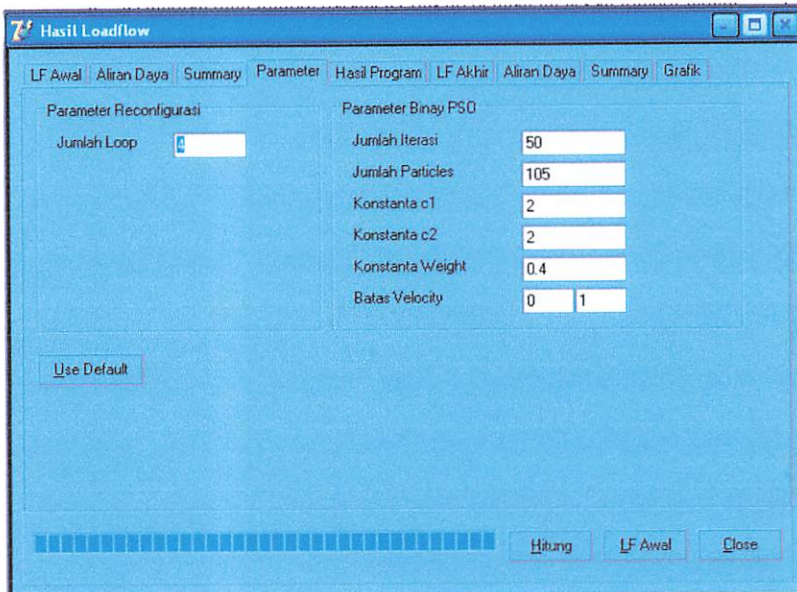 Hasil Loadflow
LF Awal Aliran Daya Summary Parameter Hasil Program LF Akhir Aliran Daya Summary Grafik
Parameter Reconfigurasi
Jumlah Loop 4
Parameter Binay PSO
Jumlah Iterasi 50
Jumlah Particles 105
Konstanta c1 2
Konstanta c2 2
Konstanta Weight 0.4
Batas Velocity 0 1
Use Default
Hitung LF Awal Close